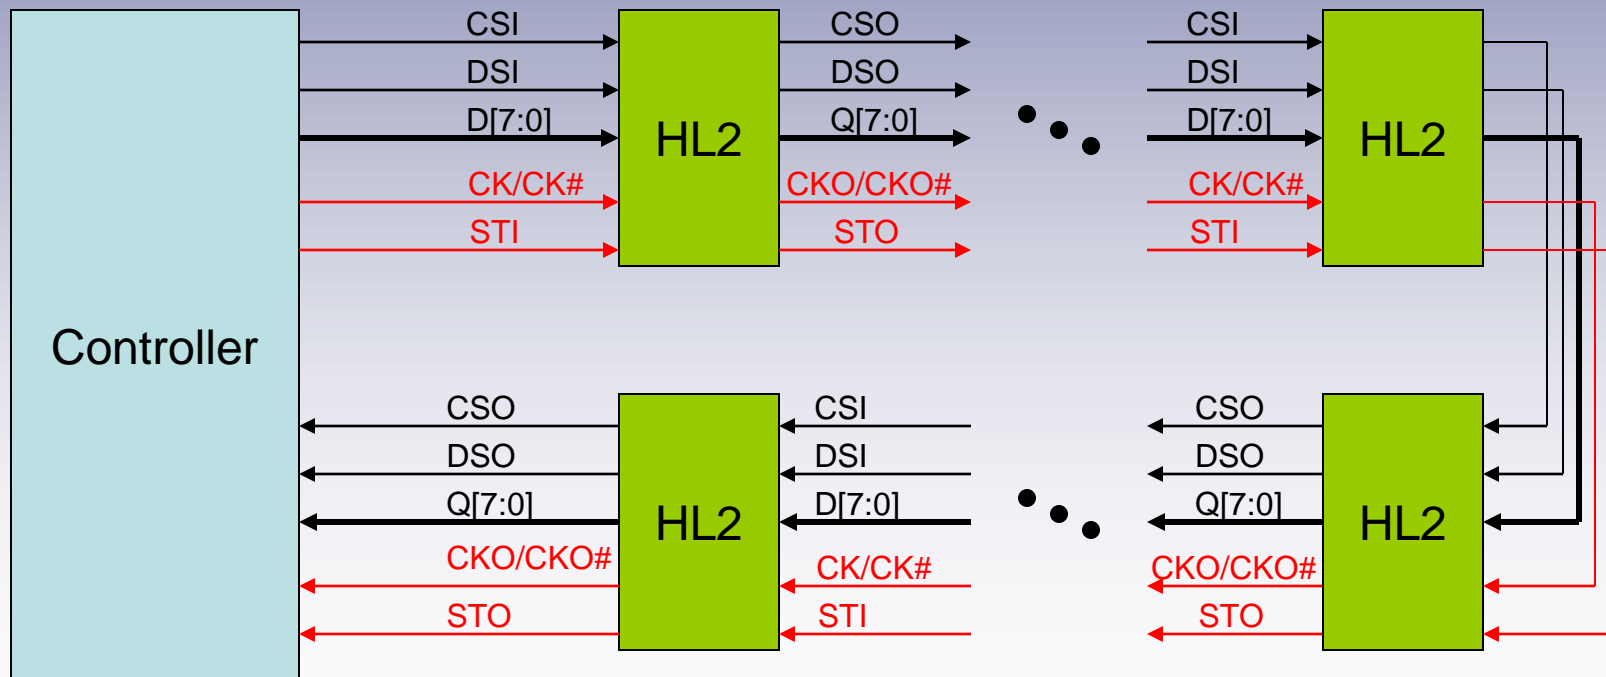 CSI CSO CSI
DSI DSO DSI
D[7:0] Q[7:0] D[7:0]
HL2 HL2
CK/CK# CKO/CKO# CK/CK#
STI STO STI
Controller
CSO CSI CSO
DSO DSI DSO
Q[7:0] D[7:0] Q[7:0]
HL2 HL2
CKO/CKO# CK/CK# CKO/CKO#
STO STI STO